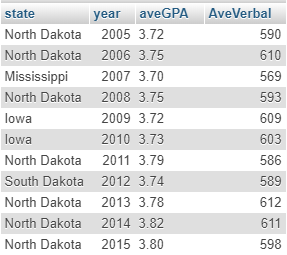 state year aveGPA AveVerbal
North Dakota 2005 3.72 590
North Dakota 2006 3.75 610
Mississippi 2007 3.70 569
North Dakota 2008 3.75 593
Iowa 2009 3.72 609
Iowa 2010 3.73 603
North Dakota 2011 3.79 586
South Dakota 2012 3.74 589
North Dakota 2013 3.78 612
North Dakota 2014 3.82 611
North Dakota 2015 3.80 598